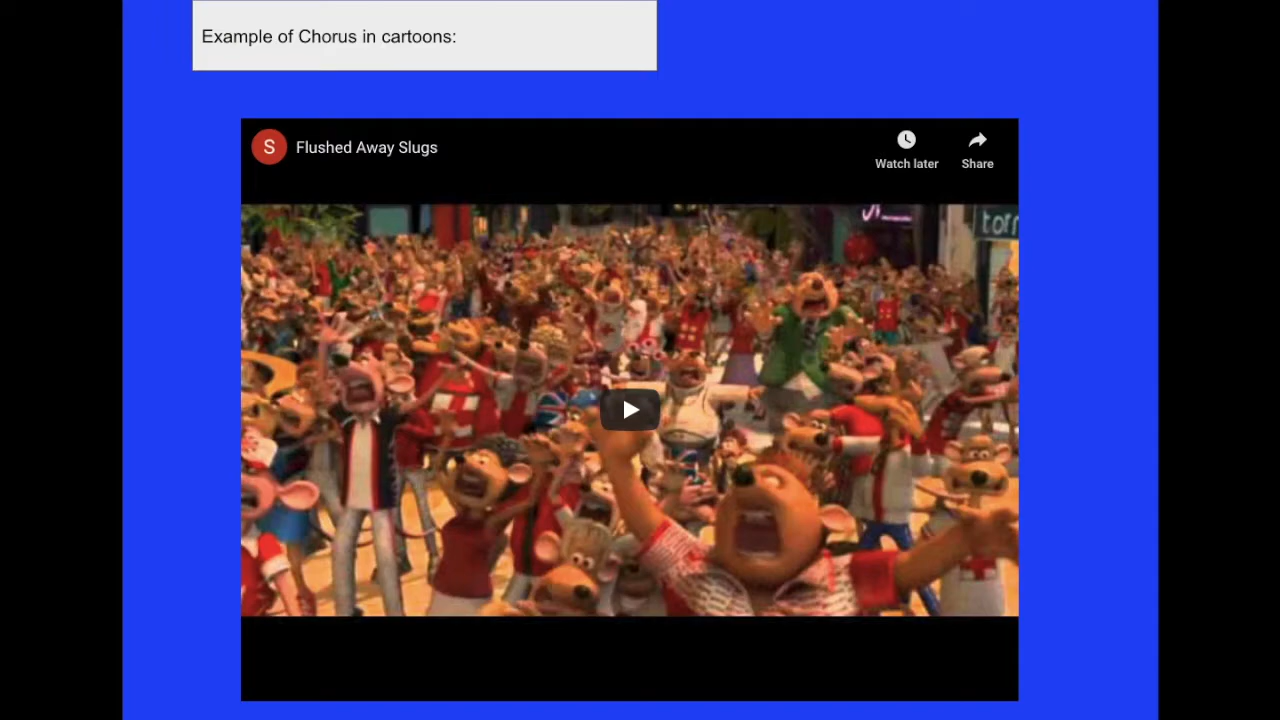 Example of Chorus in cartoons:
S
Flushed Away Slugs
Watch later
Share